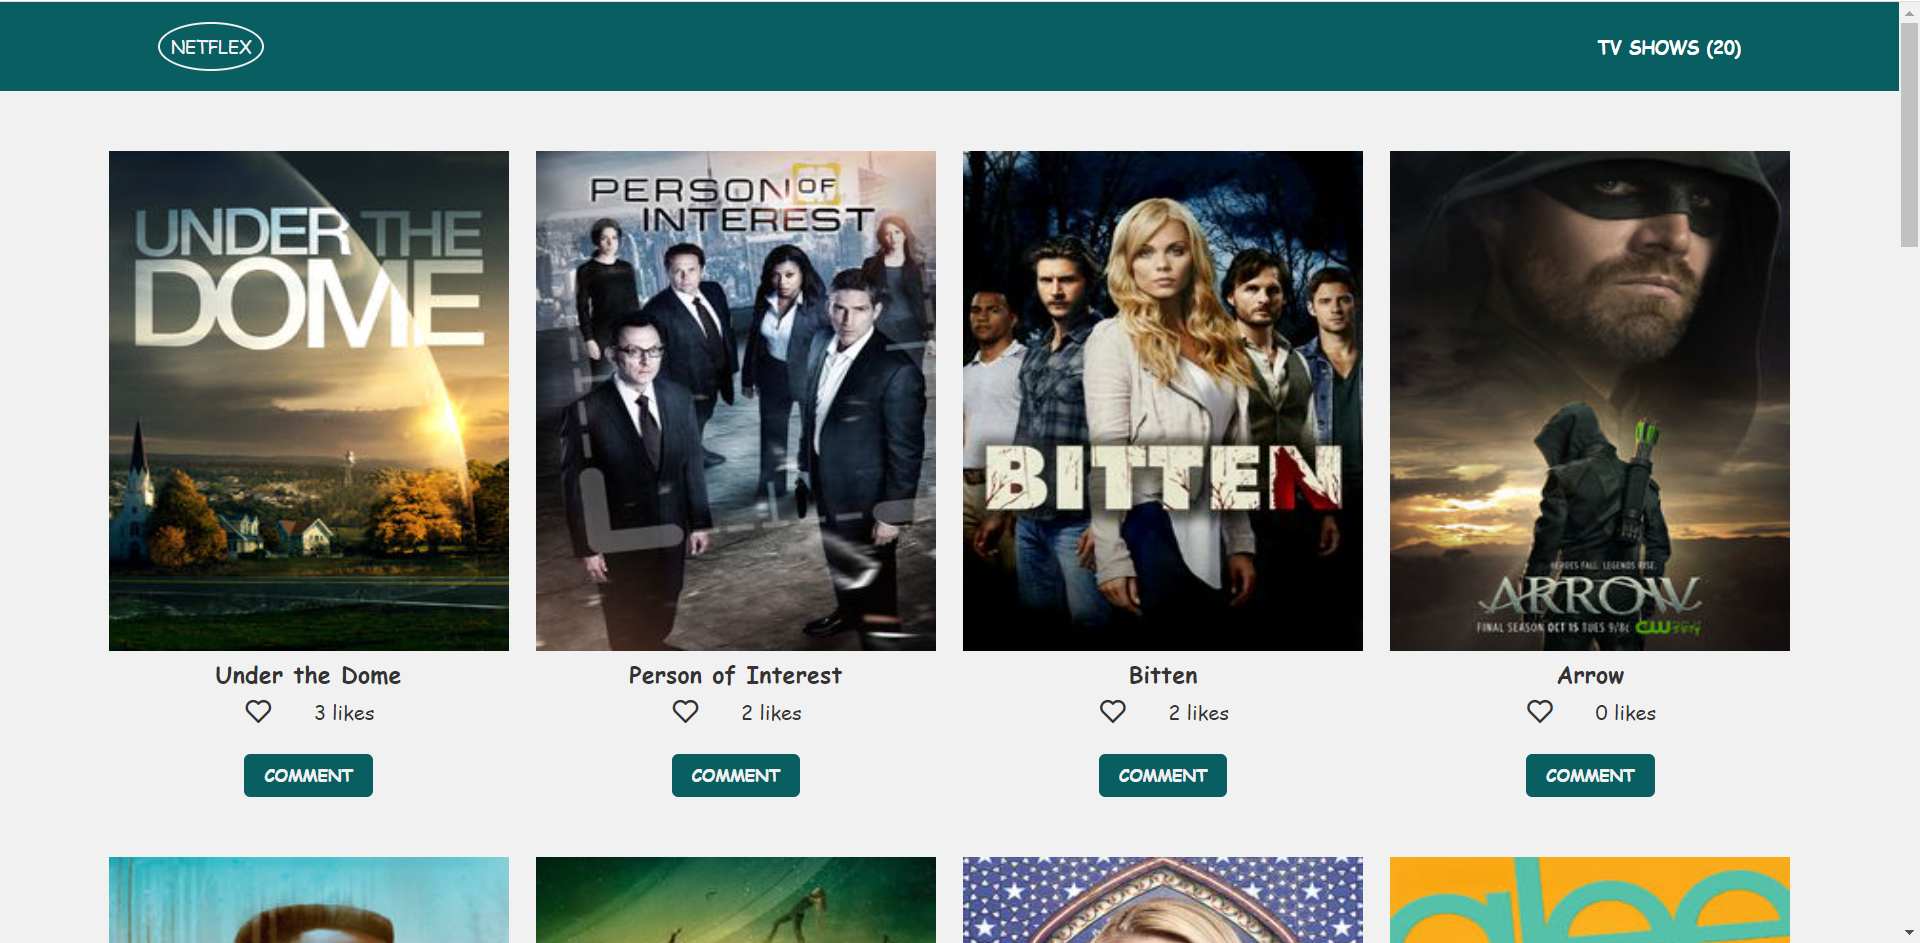 NETFLEX
TV SHOWS (20)
UNDER THE
DOME
PERSON OF
INTEREST
BITTEN
HEROES FALL. LEGENDS RISE.
ARROW
FINAL SEASON OCT 15 TUES 9/8c CW
Under the Dome
Person of Interest
Bitten
Arrow
3 likes
2 likes
2 likes
0 likes
COMMENT
COMMENT
COMMENT
COMMENT
glee